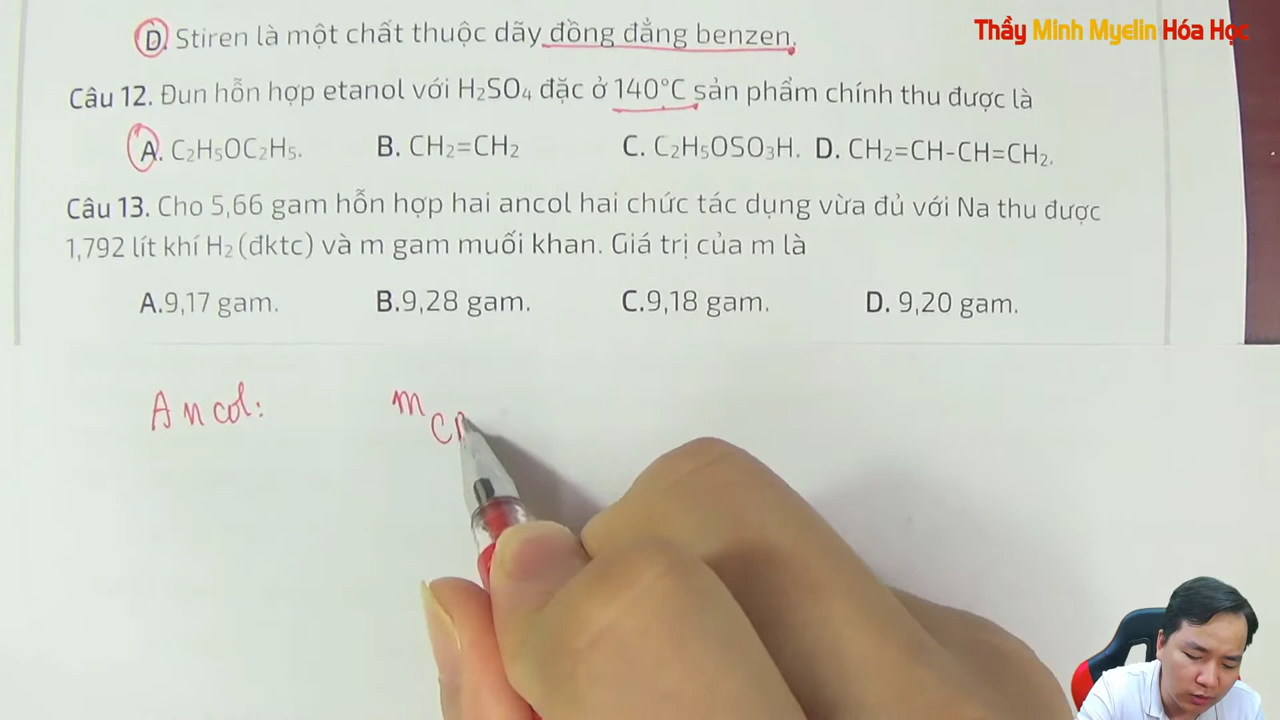 Thầy Minh Myelin Hóa Học
D. Stiren là một chất thuộc dãy đồng đẳng benzen.
Câu 12. Đun hỗn hợp etanol với H₂SO₄ đặc ở 140°C sản phẩm chính thu được là
A. C₂H₅OC₂H₅. B. CH₂=CH₂ C. C₂H₅OSO₃H. D. CH₂=CH-CH=CH₂.
Câu 13. Cho 5,66 gam hỗn hợp hai ancol hai chức tác dụng vừa đủ với Na thu được
1,792 lít khí H₂ (đktc) và m gam muối khan. Giá trị của m là
A.9,17 gam. B.9,28 gam. C.9,18 gam. D. 9,20 gam.
Ancol: m